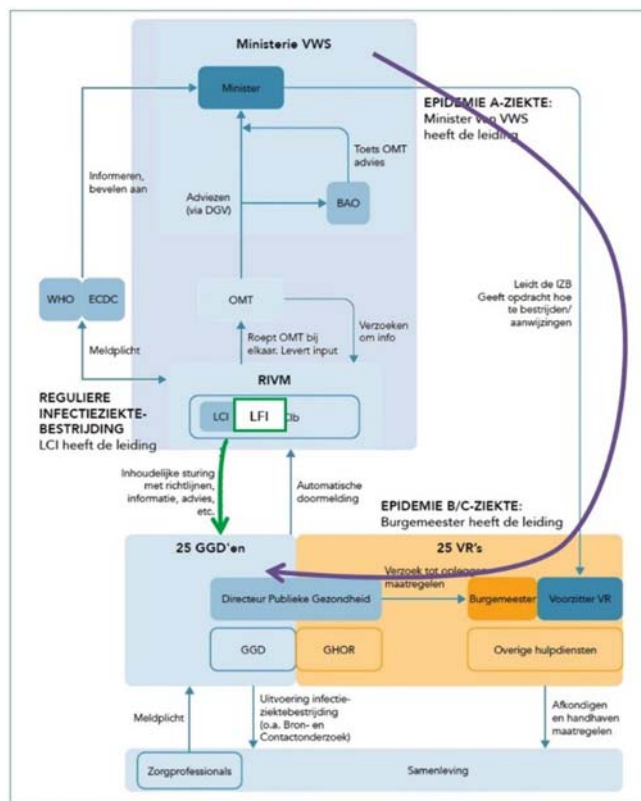 Ministerie VWS
Minister
EPIDEMIE A-ZIEKTE:
Minister van VWS
heeft de leiding
Toets OMT
advies
Informeren,
bevelen aan
Adviezen
(via DGV)
BAO
WHO
ECDC
OMT
Leidt de IZB
Geeft opdracht hoe
te bestrijden/
aanwijzingen
Meldplicht
Roept OMT bij
elkaar. Levert input
Verzoeken
om info
RIVM
REGULIERE
INFECTIEZIEKTE-
BESTRIJDING
LCI heeft de leiding
LCI
LFI
Inhoudelijke sturing
met richtlijnen,
informatie, advies,
etc.
Automatische
doormelding
EPIDEMIE B/C-ZIEKTE:
Burgemeester heeft de leiding
25 GGD'en
25 VR's
Verzoek tot
maatregelen
Directeur Publieke Gezondheid
Burgemeester
Voorzitter VR
GGD
GHOR
Overige hulpdiensten
Meldplicht
Uitvoering infectie-
ziektebestrijding
(o.a. Bron- en
Contactonderzoek)
Afkondigen
en handhaven
maatregelen
Zorgprofessionals
Samenleving